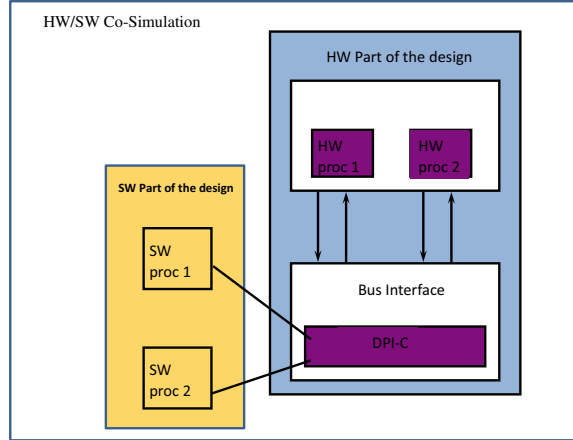 HW/SW Co-Simulation
HW Part of the design
HW
proc 1
HW
proc 2
SW Part of the design
SW
proc 1
SW
proc 2
Bus Interface
DPI-C